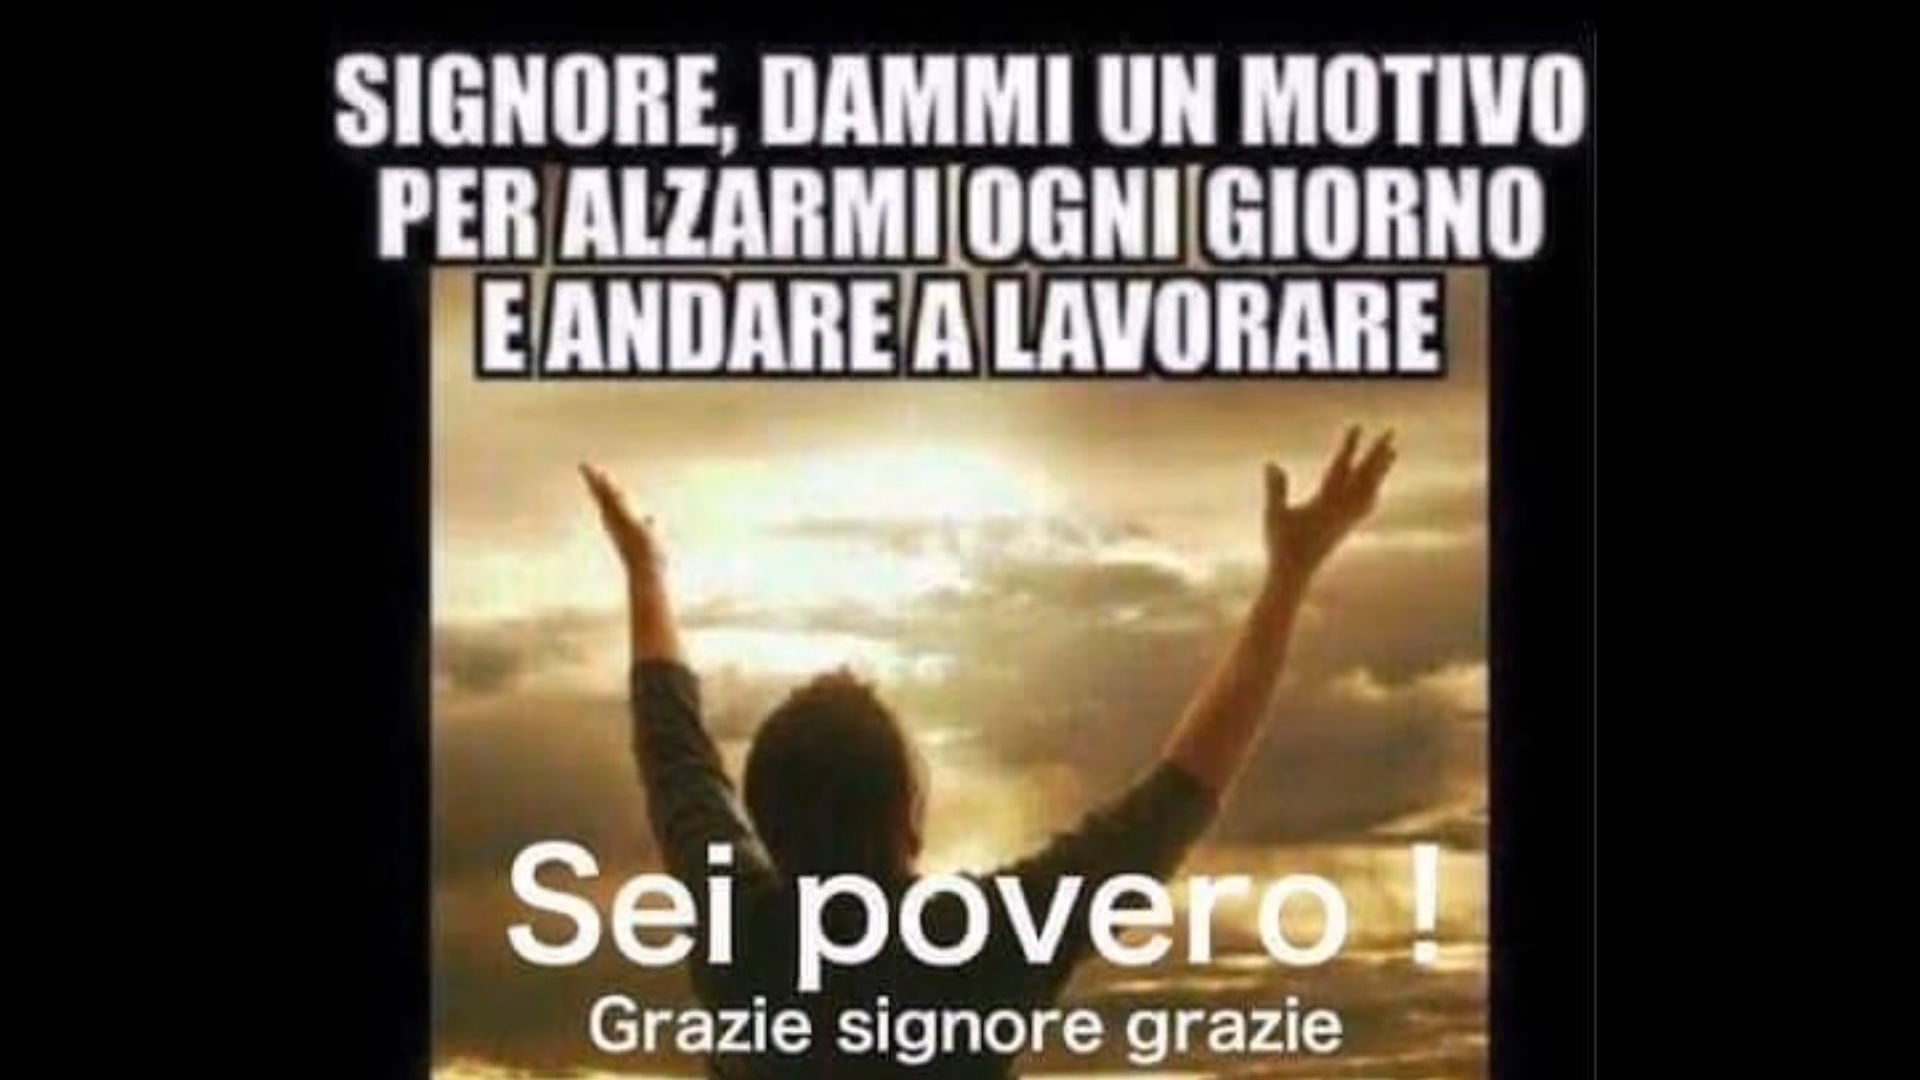 SIGNORE, DAMMI UN MOTIVO
PER ALZARMI OGNI GIORNO
E ANDARE A LAVORARE
Sei povero !
Grazie signore grazie